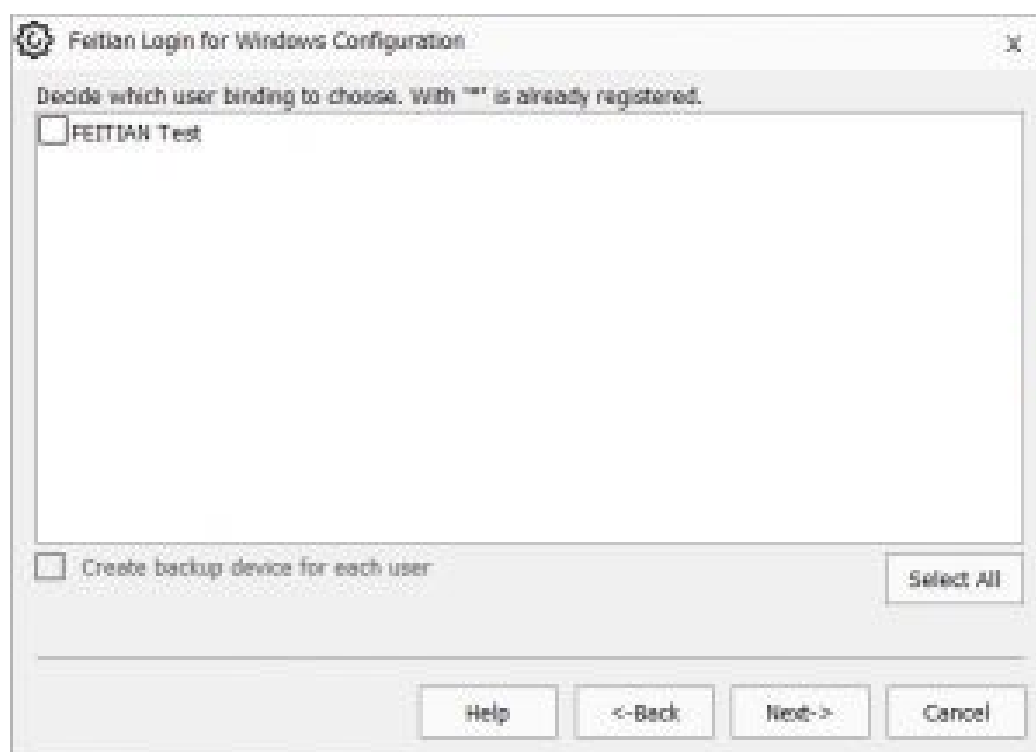 Feitian Login for Windows Configuration
x
Decide which user binding to choose. With "*" is already registered.
FEITIAN Test
Create backup device for each user
Select All
Help
<-Back
Next->
Cancel